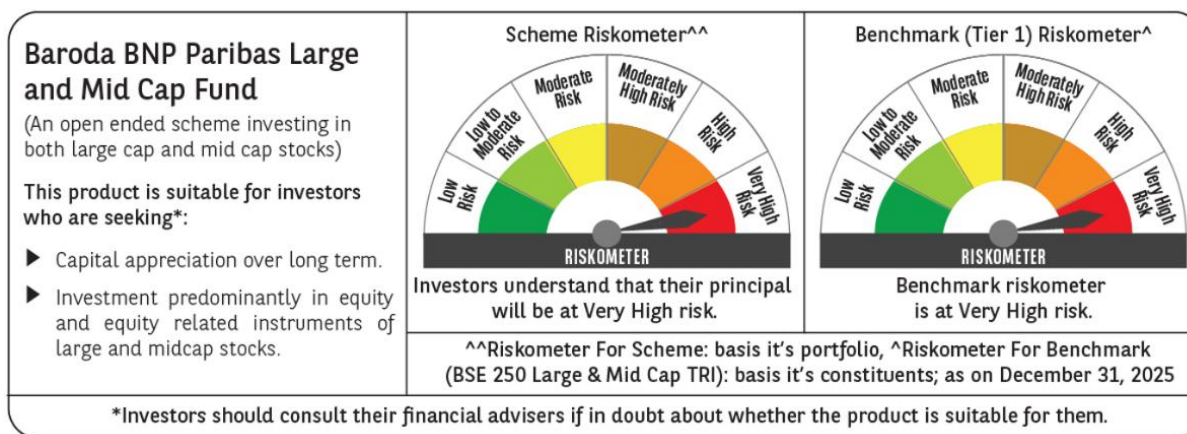 Baroda BNP Paribas Large
and Mid Cap Fund
(An open ended scheme investing in
both large cap and mid cap stocks)
This product is suitable for investors
who are seeking*:
▶ Capital appreciation over long term.
▶ Investment predominantly in equity
and equity related instruments of
large and midcap stocks.
Scheme Riskometer^^
Low
Risk
Low to
Moderate
Risk
Moderate
Risk
Moderately
High Risk
High
Risk
Very High
Risk
RISKOMETER
Investors understand that their principal
will be at Very High risk.
Benchmark (Tier 1) Riskometer^
Low
Risk
Low to
Moderate
Risk
Moderate
Risk
Moderately
High Risk
High
Risk
Very High
Risk
RISKOMETER
Benchmark riskometer
is at Very High risk.
^^Riskometer For Scheme: basis it's portfolio, ^Riskometer For Benchmark
(BSE 250 Large & Mid Cap TRI): basis it's constituents; as on December 31, 2025
*Investors should consult their financial advisers if in doubt about whether the product is suitable for them.